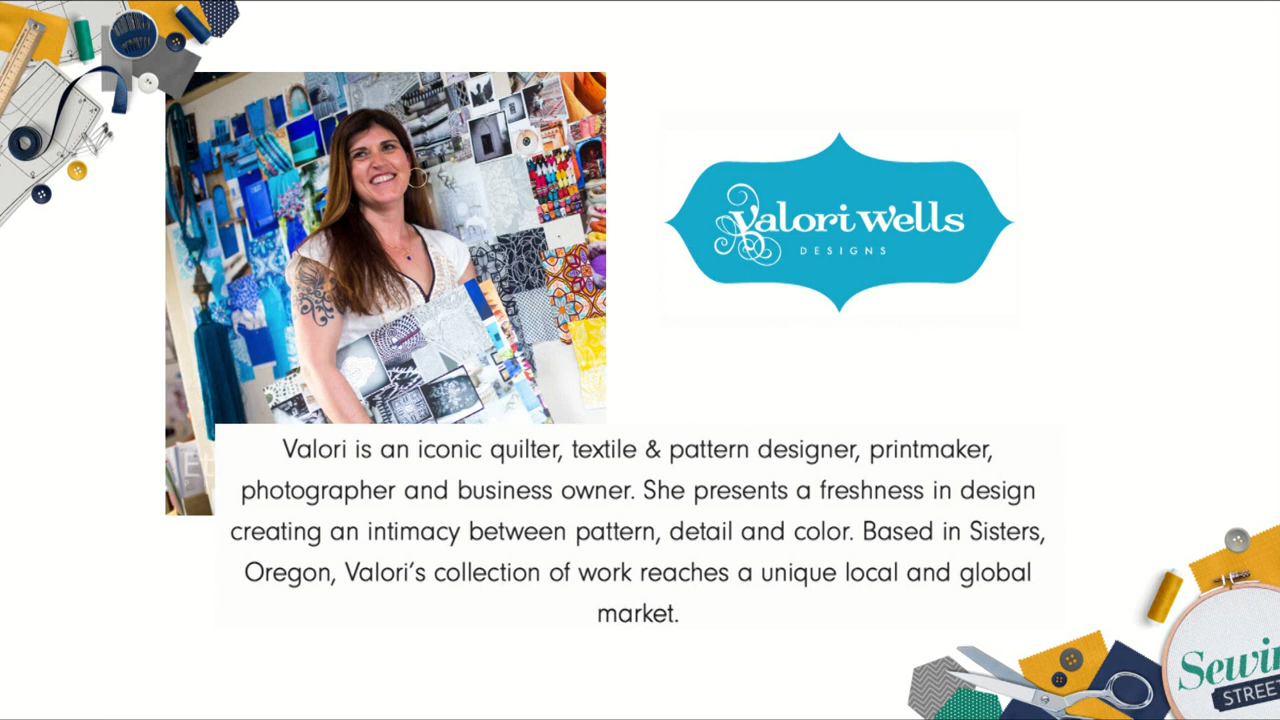 valori wells
DESIGNS
Valori is an iconic quilter, textile & pattern designer, printmaker,
photographer and business owner. She presents a freshness in design
creating an intimacy between pattern, detail and color. Based in Sisters,
Oregon, Valori's collection of work reaches a unique local and global
market.
Sewin
STREET